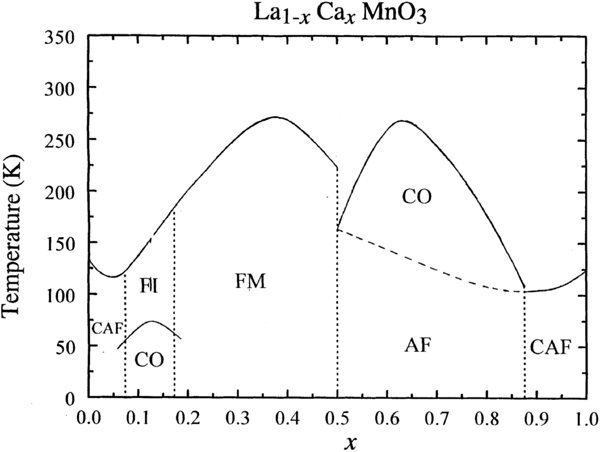 La1-x Cax MnO3
350
300
250
200
150
100
50
0
Temperature (K)
CO
FI
FM
CAF
CO
AF
CAF
0.0 0.1 0.2 0.3 0.4 0.5 0.6 0.7 0.8 0.9 1.0
x